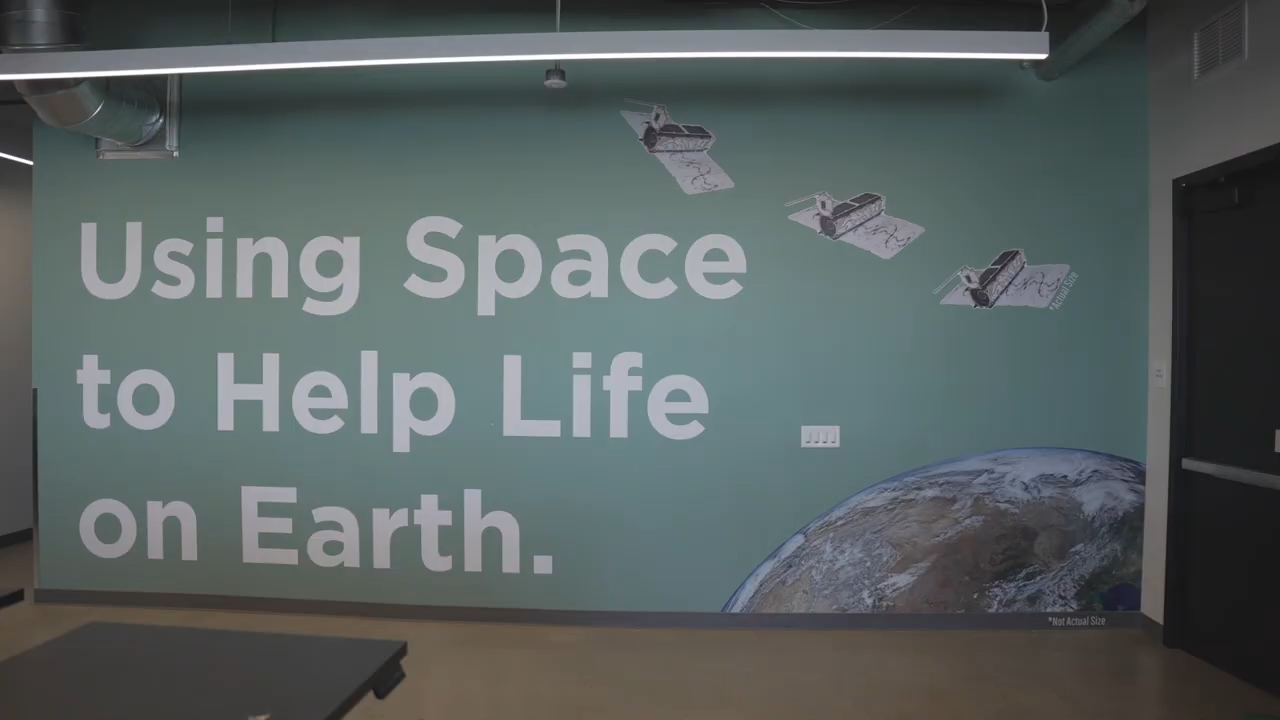 Using Space
to Help Life
on Earth.
*Actual Size
*Not Actual Size